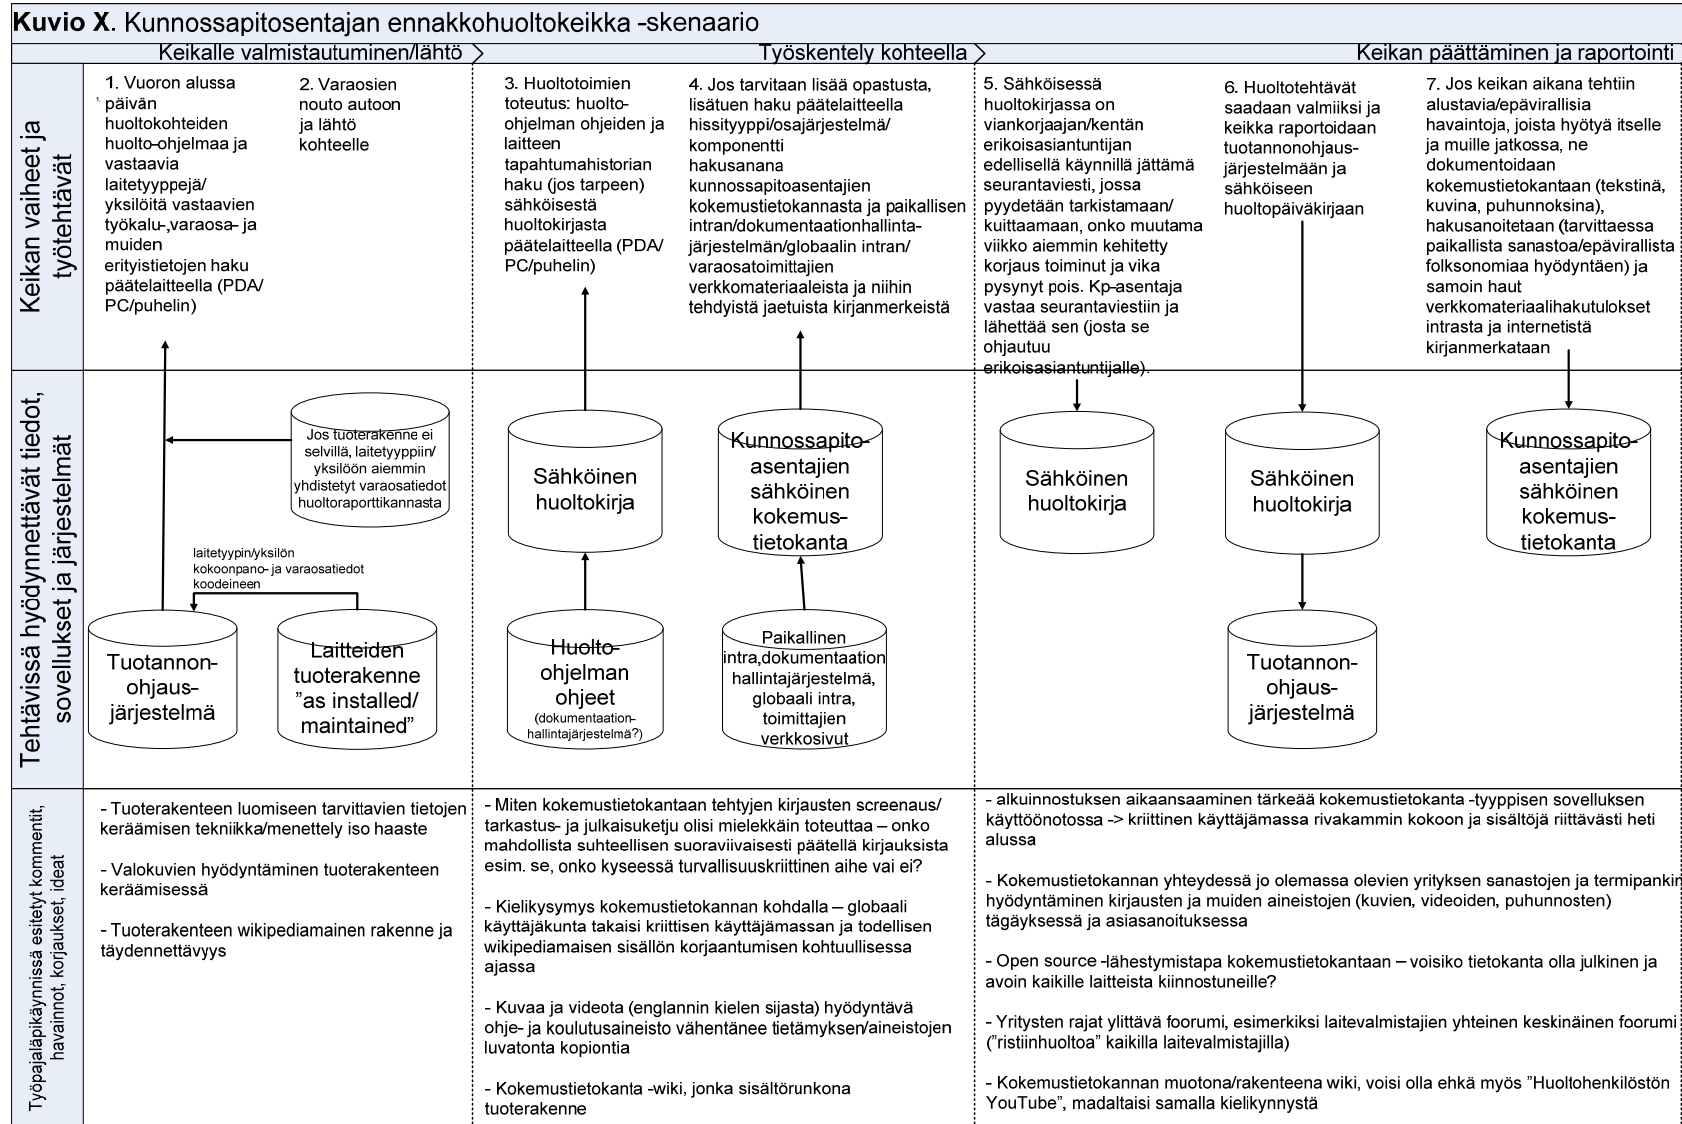 Kuvio X. Kunnossapitosentajan ennakkohuoltokeikka -skenaario
Keikalle valmistautuminen/lähtö
Työskentely kohteella
Keikan päättäminen ja raportointi
Keikan vaiheet ja
työtehtävät
1. Vuoron alussa
päivän
huoltokohteiden
huolto-ohjelmaa ja
vastaavia
laitetyyppejä/
yksilöitä vastaavien
työkalu-,varaosa- ja
muiden
erityistietojen haku
päätelaitteella (PDA/
PC/puhelin)
2. Varaosien
nouto autoon
ja lähtö
kohteelle
3. Huoltotoimien
toteutus: huolto-
ohjelman ohjeiden ja
laitteen
tapahtumahistorian
haku (jos tarpeen)
sähköisestä
huoltokirjasta
päätelaitteella (PDA/
PC/puhelin)
4. Jos tarvitaan lisää opastusta,
lisätuen haku päätelaitteella
hissityyppi/osajärjestelmä/
komponentti
hakusanana
kunnossapitoasentajien
kokemustietokannasta ja paikallisen
intran/dokumentaationhallinta-
järjestelmän/globaalin intran/
varaosatoimittajien
verkkomateriaaleista ja niihin
tehdyistä jaetuista kirjanmerkeistä
5. Sähköisessä
huoltokirjassa on
viankorjaajan/kentän
erikoisasiantuntijan
edellisellä käynnillä jättämä
seurantaviesti, jossa
pyydetään tarkistamaan/
kuittaamaan, onko muutama
viikko aiemmin kehitetty
korjaus toiminut ja vika
pysynyt pois. Kp-asentaja
vastaa seurantaviestiin ja
lähettää sen (josta se
ohjautuu
erikoisasiantuntijalle).
6. Huoltotehtävät
saadaan valmiiksi ja
keikka raportoidaan
tuotannonohjaus-
järjestelmään ja
sähköiseen
huoltopäiväkirjaan
7. Jos keikan aikana tehtiin
alustavia/epävirallisia
havaintoja, joista hyötyä itselle
ja muille jatkossa, ne
dokumentoidaan
kokemustietokantaan (tekstinä,
kuvina, puhunnoksina),
hakusanoitetaan (tarvittaessa
paikallista sanastoa/epävirallista
folksonomiaa hyödyntäen) ja
samoin haut
verkkomateriaalihakutulokset
intrasta ja internetistä
kirjanmerkataan
Tehtävissä hyödynnettävät tiedot,
sovellukset ja järjestelmät
Jos tuoterakenne ei
selvillä, laitetyyppiin/
yksilöön aiemmin
yhdistetyt varaosatiedot
huoltoraporttikannasta
laitetyypin/yksilön
kokoonpano- ja varaosatiedot
koodeineen
Tuotannon-
ohjaus-
järjestelmä
Laitteiden
tuoterakenne
"as installed/
maintained"
Sähköinen
huoltokirja
Huolto-
ohjelman
ohjeet
(dokumentaation-
hallintajärjestelmä?)
Kunnossapito-
asentajien
sähköinen
kokemus-
tietokanta
Paikallinen
intra,dokumentaation
hallintajärjestelmä,
globaali intra,
toimittajien
verkkosivut
Sähköinen
huoltokirja
Sähköinen
huoltokirja
Tuotannon-
ohjaus-
järjestelmä
Kunnossapito-
asentajien
sähköinen
kokemus-
tietokanta
Työpajaläpikäynnissä esitetyt kommentit,
havainnot, korjaukset, ideat
- Tuoterakenteen luomiseen tarvittavien tietojen
keräämisen tekniikka/menettely iso haaste
- Valokuvien hyödyntäminen tuoterakenteen
keräämisessä
- Tuoterakenteen wikipediamainen rakenne ja
täydennettävyys
- Miten kokemustietokantaan tehtyjen kirjausten screenaus/
tarkastus- ja julkaisuketju olisi mielekkäin toteuttaa – onko
mahdollista suhteellisen suoraviivaisesti päätellä kirjauksista
esim. se, onko kyseessä turvallisuuskriittinen aihe vai ei?
- Kielikysymys kokemustietokannan kohdalla – globaali
käyttäjäkunta takaisi kriittisen käyttäjämassan ja todellisen
wikipediamaisen sisällön korjaantumisen kohtuullisessa
ajassa
- Kuvaa ja videota (englannin kielen sijasta) hyödyntävä
ohje- ja koulutusaineisto vähentänee tietämyksen/aineistojen
luvatonta kopiontia
- Kokemustietokanta -wiki, jonka sisältörunkona
tuoterakenne
- alkuinnostuksen aikaansaaminen tärkeää kokemustietokanta -tyyppisen sovelluksen
käyttöönotossa -> kriittinen käyttäjämassa rivakammin kokoon ja sisältöjä riittävästi heti
alussa
- Kokemustietokannan yhteydessä jo olemassa olevien yrityksen sanastojen ja termipankin
hyödyntäminen kirjausten ja muiden aineistojen (kuvien, videoiden, puhunnosten)
tägäyksessä ja asiasanoituksessa
- Open source -lähestymistapa kokemustietokantaan – voisiko tietokanta olla julkinen ja
avoin kaikille laitteista kiinnostuneille?
- Yritysten rajat ylittävä foorumi, esimerkiksi laitevalmistajien yhteinen keskinäinen foorumi
("ristiinhuoltoa" kaikilla laitevalmistajilla)
- Kokemustietokannan muotona/rakenteena wiki, voisi olla ehkä myös "Huoltohenkilöstön
YouTube", madaltaisi samalla kielikynnystä